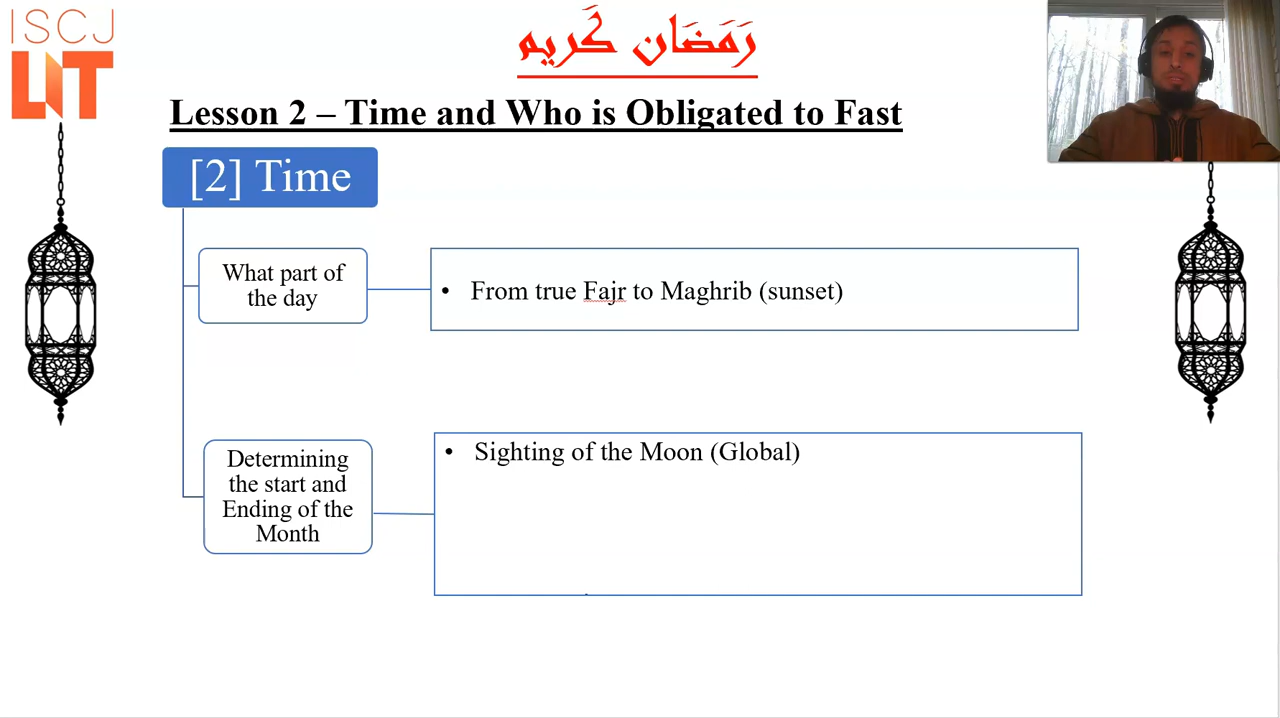 ISCJ
LIT
رَمَضَان كَريم
Lesson 2 – Time and Who is Obligated to Fast
[2] Time
What part of
the day
• From true Fajr to Maghrib (sunset)
Determining
the start and
Ending of the
Month
• Sighting of the Moon (Global)